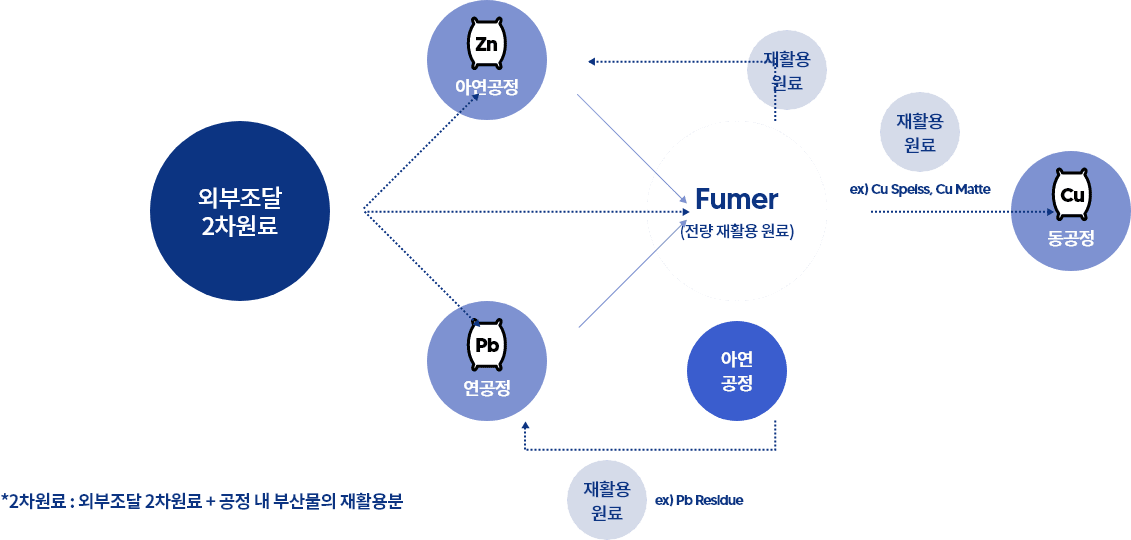 Zn
아연공정
재활용
원료
재활용
원료
외부조달
2차원료
Fumer
(전량 재활용 원료)
ex) Cu Speiss, Cu Matte
Cu
동공정
Pb
연공정
아연
공정
재활용
원료
ex) Pb Residue
*2차원료 : 외부조달 2차원료 + 공정 내 부산물의 재활용분